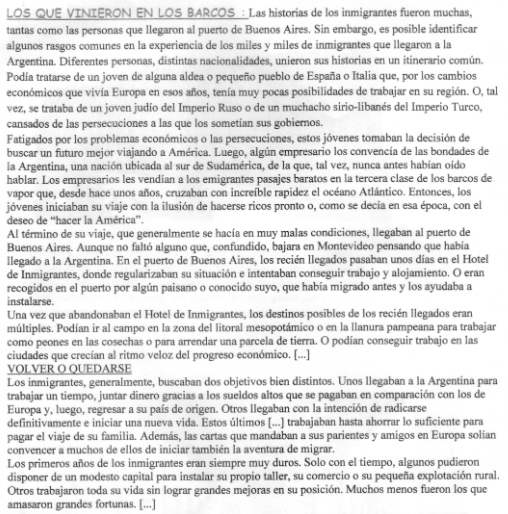 LOS QUE VINIERON EN LOS BARCOS : Las historias de los inmigrantes fueron muchas,
tantas como las personas que llegaron al puerto de Buenos Aires. Sin embargo, es posible identificar
algunos rasgos comunes en la experiencia de los miles y miles de inmigrantes que llegaron a la
Argentina. Diferentes personas, distintas nacionalidades, unieron sus historias en un itinerario común.
Podía tratarse de un joven de alguna aldea o pequeño pueblo de España o Italia que, por los cambios
económicos que vivía Europa en esos años, tenía muy pocas posibilidades de trabajar en su región. O, tal
vez, se trataba de un joven judío del Imperio Ruso o de un muchacho sirio-libanés del Imperio Turco,
cansados de las persecuciones a las que los sometían sus gobiernos.
Fatigados por los problemas económicos o las persecuciones, estos jóvenes tomaban la decisión de
buscar un futuro mejor viajando a América. Luego, algún empresario los convencía de las bondades de
la Argentina, una nación ubicada al sur de Sudamérica, de la que, tal vez, nunca antes habían oído
hablar. Los empresarios les vendían a los emigrantes pasajes baratos en la tercera clase de los barcos de
vapor que, desde hace unos años, cruzaban con increíble rapidez el océano Atlántico. Entonces, los
jóvenes iniciaban su viaje con la ilusión de hacerse ricos pronto o, como se decía en esa época, con el
deseo de “hacer la América”.
Al término de su viaje, que generalmente se hacía en muy malas condiciones, llegaban al puerto de
Buenos Aires. Aunque no faltó alguno que, confundido, bajara en Montevideo pensando que había
llegado a la Argentina. En el puerto de Buenos Aires, los recién llegados pasaban unos días en el Hotel
de Inmigrantes, donde regularizaban su situación e intentaban conseguir trabajo y alojamiento. O eran
recogidos en el puerto por algún paisano o conocido suyo, que había migrado antes y los ayudaba a
instalarse.
Una vez que abandonaban el Hotel de Inmigrantes, los destinos posibles de los recién llegados eran
múltiples. Podían ir al campo en la zona del litoral mesopotámico o en la llanura pampeana para trabajar
como peones en las cosechas o para arrendar una parcela de tierra. O podían conseguir trabajo en las
ciudades que crecían al ritmo veloz del progreso económico. [...]
VOLVER O QUEDARSE
Los inmigrantes, generalmente, buscaban dos objetivos bien distintos. Unos llegaban a la Argentina para
trabajar un tiempo, juntar dinero gracias a los sueldos altos que se pagaban en comparación con los de
Europa y, luego, regresar a su país de origen. Otros llegaban con la intención de radicarse
definitivamente e iniciar una nueva vida. Estos últimos [...] trabajaban hasta ahorrar lo suficiente para
pagar el viaje de su familia. Además, las cartas que mandaban a sus parientes y amigos en Europa solían
convencer a muchos de ellos de iniciar también la aventura de migrar.
Los primeros años de los inmigrantes eran siempre muy duros. Solo con el tiempo, algunos pudieron
disponer de un modesto capital para instalar su propio taller, su comercio o su pequeña explotación rural.
Otros trabajaron toda su vida sin lograr grandes mejoras en su posición. Muchos menos fueron los que
amasaron grandes fortunas. [...]